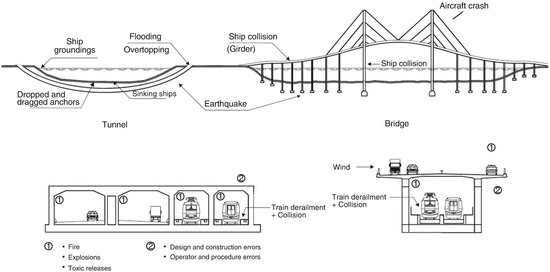 Aircraft crash
Ship
groundings
Flooding
Overtopping
Ship collision
(Girder)
Ship collision
Dropped and
dragged anchors
Sinking ships
Earthquake
Tunnel
Bridge
②
①
①
①
①
Train derailment
+ Collision
Wind
①
②
①
①
Train derailment
+ Collision
① • Fire
• Explosions
• Toxic releases
② • Design and construction errors
• Operator and procedure errors